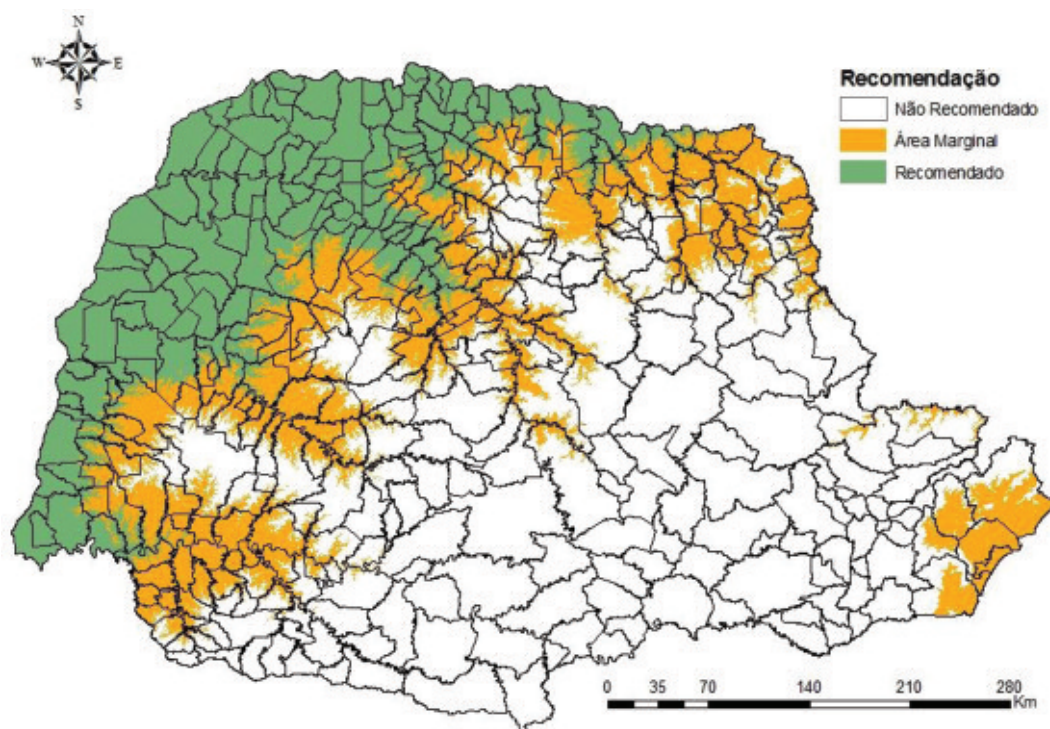 N
W E
S
Recomendação
Não Recomendado
Área Marginal
Recomendado
0 35 70 140 210 280
Km